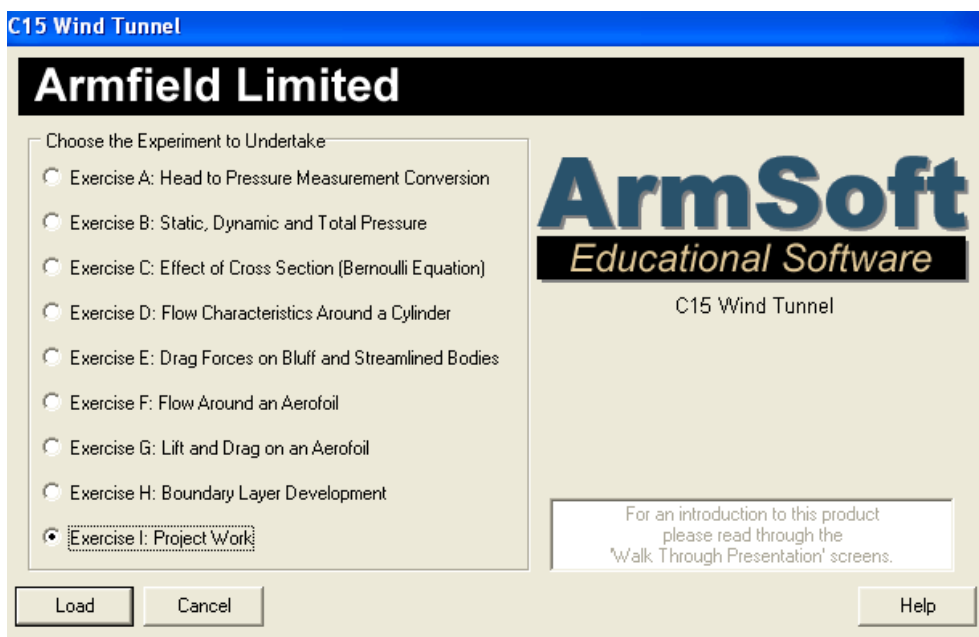 C15 Wind Tunnel
Armfield Limited
Choose the Experiment to Undertake
Exercise A: Head to Pressure Measurement Conversion
Exercise B: Static, Dynamic and Total Pressure
Exercise C: Effect of Cross Section (Bernoulli Equation)
Exercise D: Flow Characteristics Around a Cylinder
Exercise E: Drag Forces on Bluff and Streamlined Bodies
Exercise F: Flow Around an Aerofoil
Exercise G: Lift and Drag on an Aerofoil
Exercise H: Boundary Layer Development
Exercise I: Project Work
ArmSoft
Educational Software
C15 Wind Tunnel
For an introduction to this product
please read through the
'Walk Through Presentation' screens.
Load
Cancel
Help